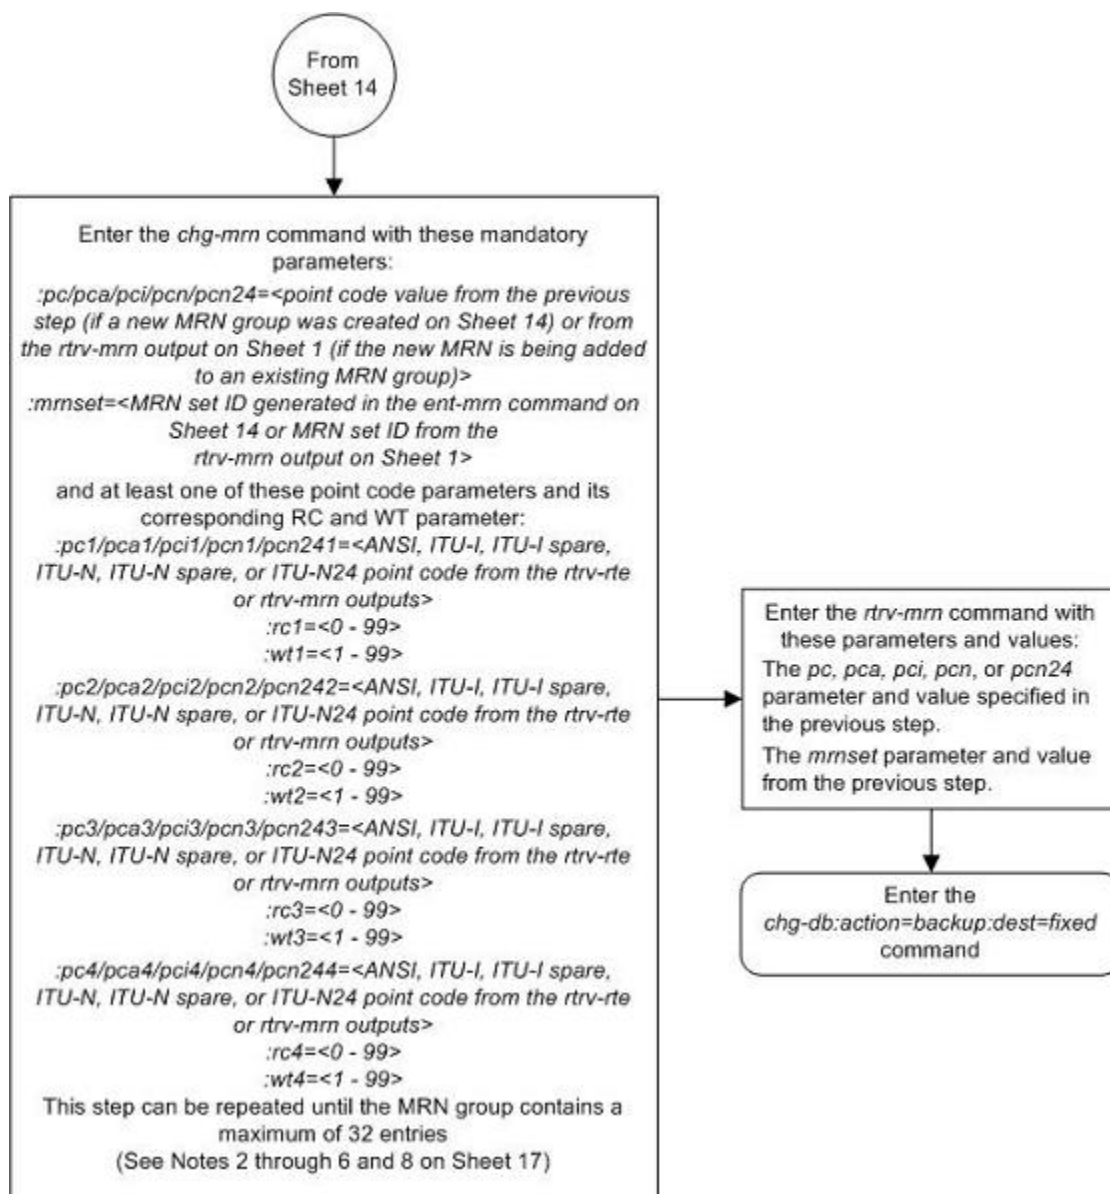 From
Sheet 14
Enter the chg-mrn command with these mandatory
parameters:
:pc/pca/pci/pcn/pcn24=<point code value from the previous
step (if a new MRN group was created on Sheet 14) or from
the rtrv-mrn output on Sheet 1 (if the new MRN is being added
to an existing MRN group)>
:mrnset=<MRN set ID generated in the ent-mrn command on
Sheet 14 or MRN set ID from the
rtrv-mrn output on Sheet 1>
and at least one of these point code parameters and its
corresponding RC and WT parameter:
:pc1/pca1/pci1/pcn1/pcn241=<ANSI, ITU-I, ITU-I spare,
ITU-N, ITU-N spare, or ITU-N24 point code from the rtrv-rte
or rtrv-mrn outputs>
:rc1=<0 - 99>
:wt1=<1 - 99>
:pc2/pca2/pci2/pcn2/pcn242=<ANSI, ITU-I, ITU-I spare,
ITU-N, ITU-N spare, or ITU-N24 point code from the rtrv-rte
or rtrv-mrn outputs>
:rc2=<0 - 99>
:wt2=<1 - 99>
:pc3/pca3/pci3/pcn3/pcn243=<ANSI, ITU-I, ITU-I spare,
ITU-N, ITU-N spare, or ITU-N24 point code from the rtrv-rte
or rtrv-mrn outputs>
:rc3=<0 - 99>
:wt3=<1 - 99>
:pc4/pca4/pci4/pcn4/pcn244=<ANSI, ITU-I, ITU-I spare,
ITU-N, ITU-N spare, or ITU-N24 point code from the rtrv-rte
or rtrv-mrn outputs>
:rc4=<0 - 99>
:wt4=<1 - 99>
This step can be repeated until the MRN group contains a
maximum of 32 entries
(See Notes 2 through 6 and 8 on Sheet 17)
Enter the rtrv-mrn command with
these parameters and values:
The pc, pca, pci, pcn, or pcn24
parameter and value specified in
the previous step.
The mrnset parameter and value
from the previous step.
Enter the
chg-db:action=backup:dest=fixed
command